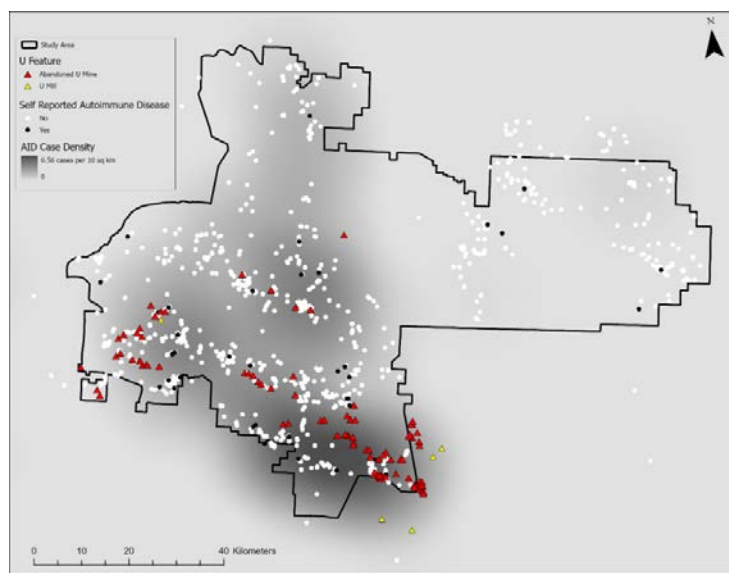 N
Study Area
U Feature
Abandoned U Mine
U Mill
Self Reported Autoimmune Disease
No
Yes
AID Case Density
0.56 cases per 10 sq km
0
0 10 20 40 Kilometers